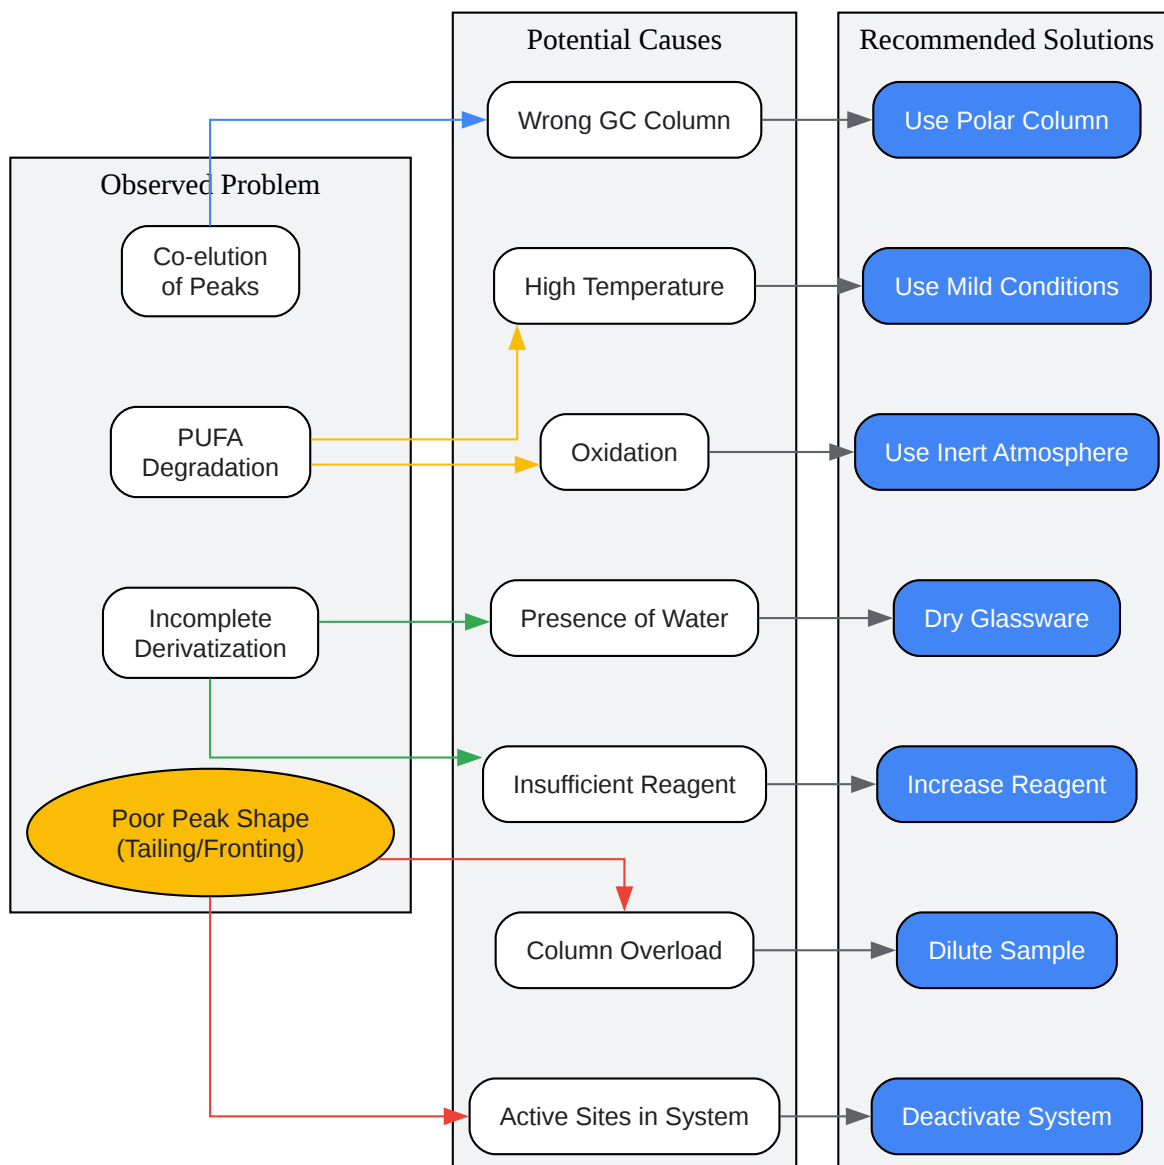 Observed Problem
Co-elution
of Peaks
PUFA
Degradation
Incomplete
Derivatization
Poor Peak Shape
(Tailing/Fronting)
Potential Causes
Wrong GC Column
High Temperature
Oxidation
Presence of Water
Insufficient Reagent
Column Overload
Active Sites in System
Recommended Solutions
Use Polar Column
Use Mild Conditions
Use Inert Atmosphere
Dry Glassware
Increase Reagent
Dilute Sample
Deactivate System